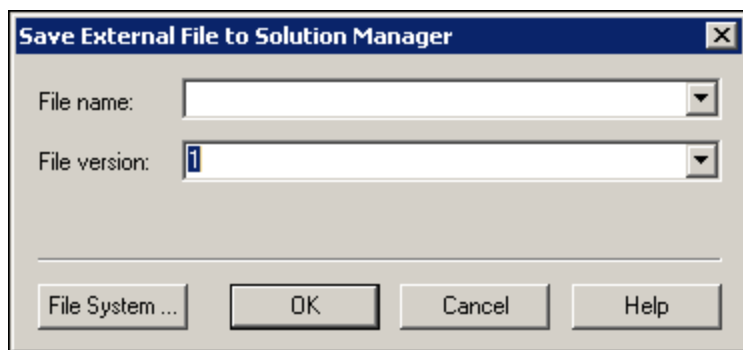 Save External File to Solution Manager
File name:
File version: 1
File System ... OK Cancel Help